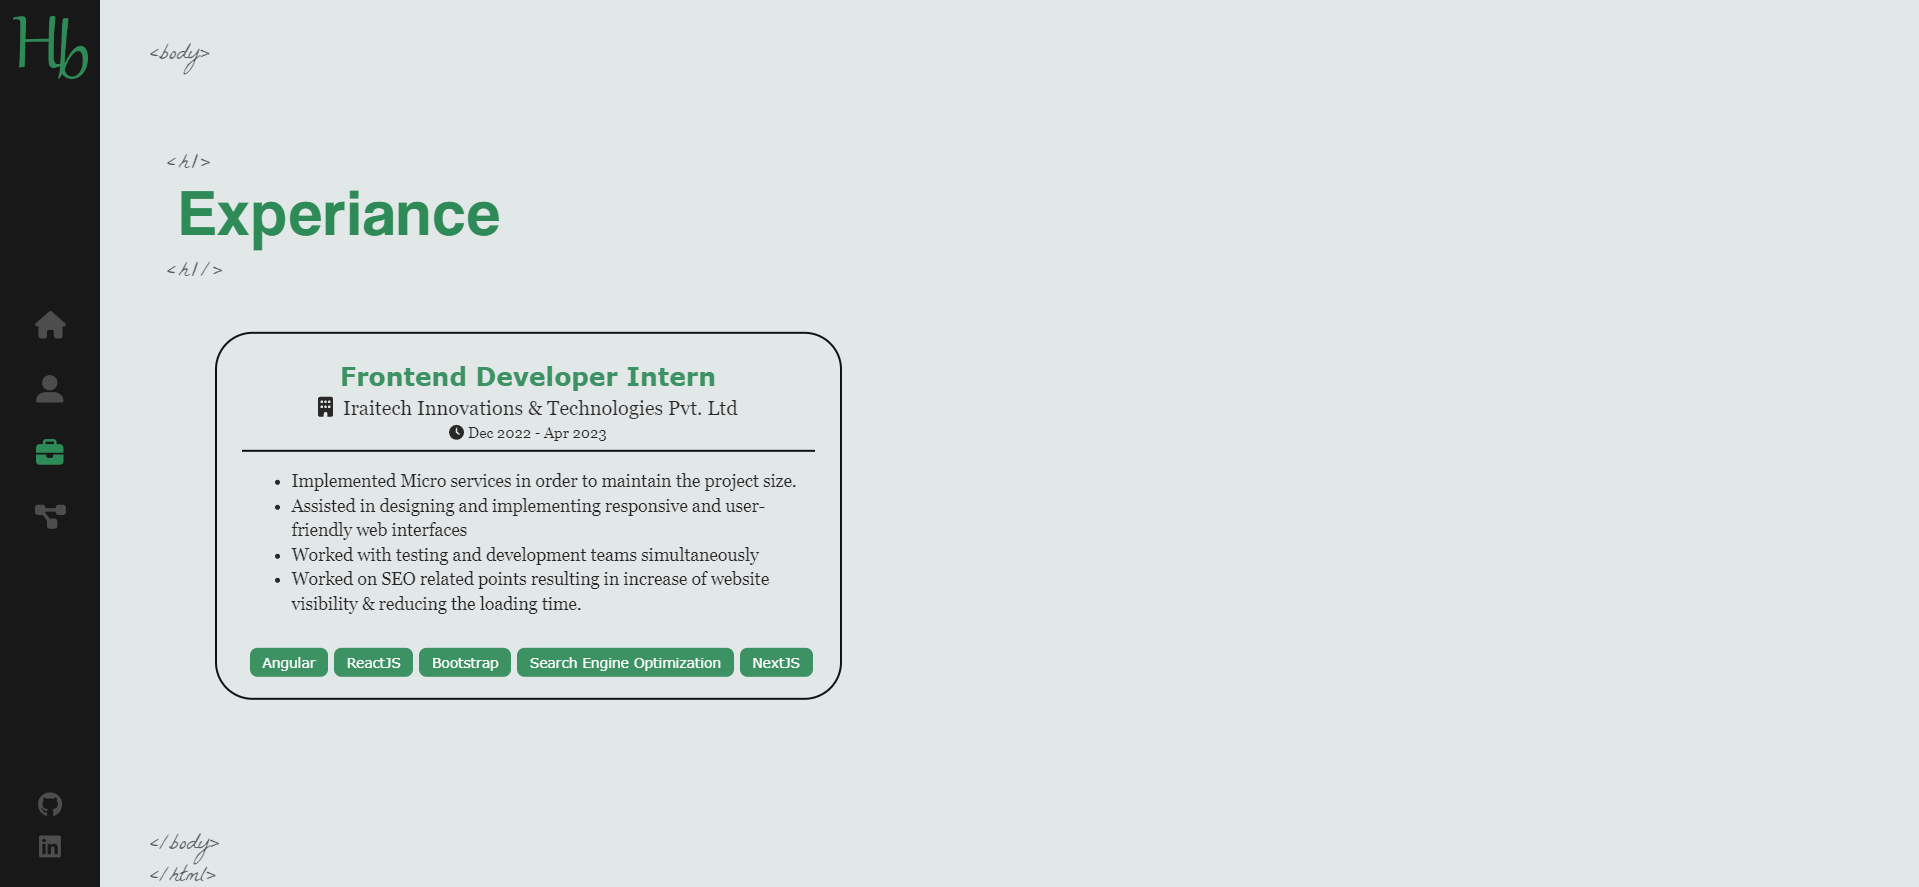 Hb
<body>
<h1>
Experiance
<h1/>
Frontend Developer Intern
Iraitech Innovations & Technologies Pvt. Ltd
Dec 2022 - Apr 2023
Implemented Micro services in order to maintain the project size.
Assisted in designing and implementing responsive and user-
friendly web interfaces
Worked with testing and development teams simultaneously
Worked on SEO related points resulting in increase of website
visibility & reducing the loading time.
Angular ReactJS Bootstrap Search Engine Optimization NextJS
in
</body>
</html>